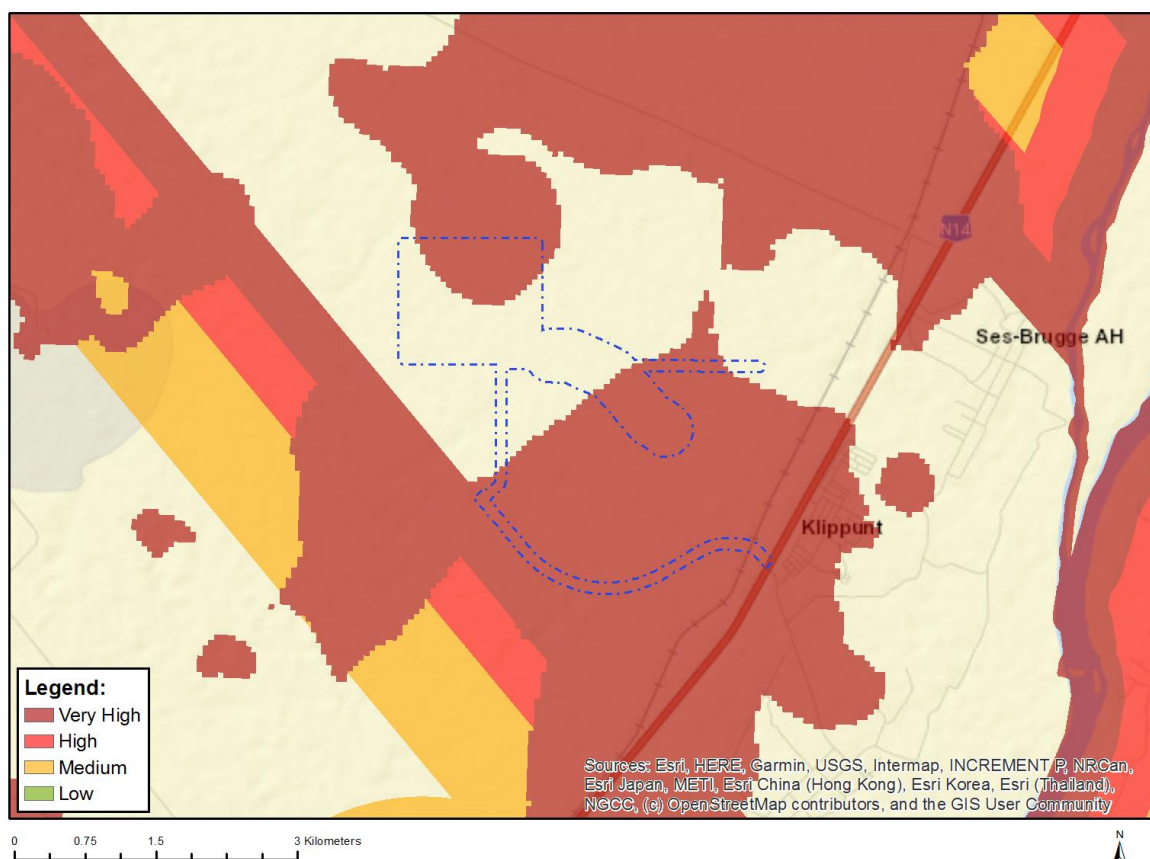 N14
Ses-Brugge AH
Klippunt
Legend:
Very High
High
Medium
Low
Sources: Esri, HERE, Garmin, USGS, Intermap, INCREMENT P, NRCan,
Esri Japan, METI, Esri China (Hong Kong), Esri Korea, Esri (Thailand),
NGCC, (c) OpenStreetMap contributors, and the GIS User Community
0 0.75 1.5 3 Kilometers
N